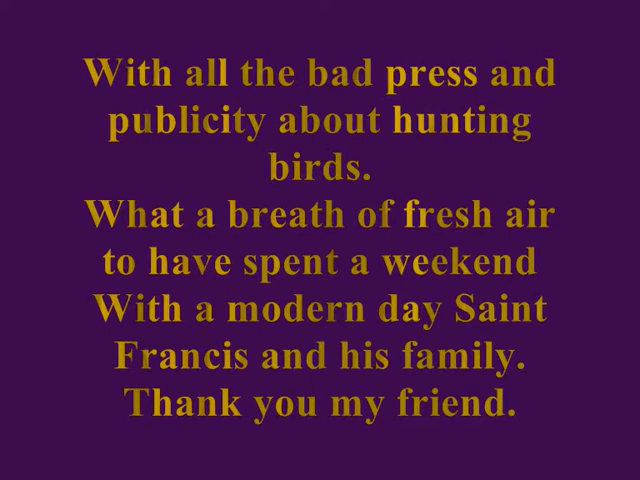 With all the bad press and
publicity about hunting
birds.
What a breath of fresh air
to have spent a weekend
With a modern day Saint
Francis and his family.
Thank you my friend.